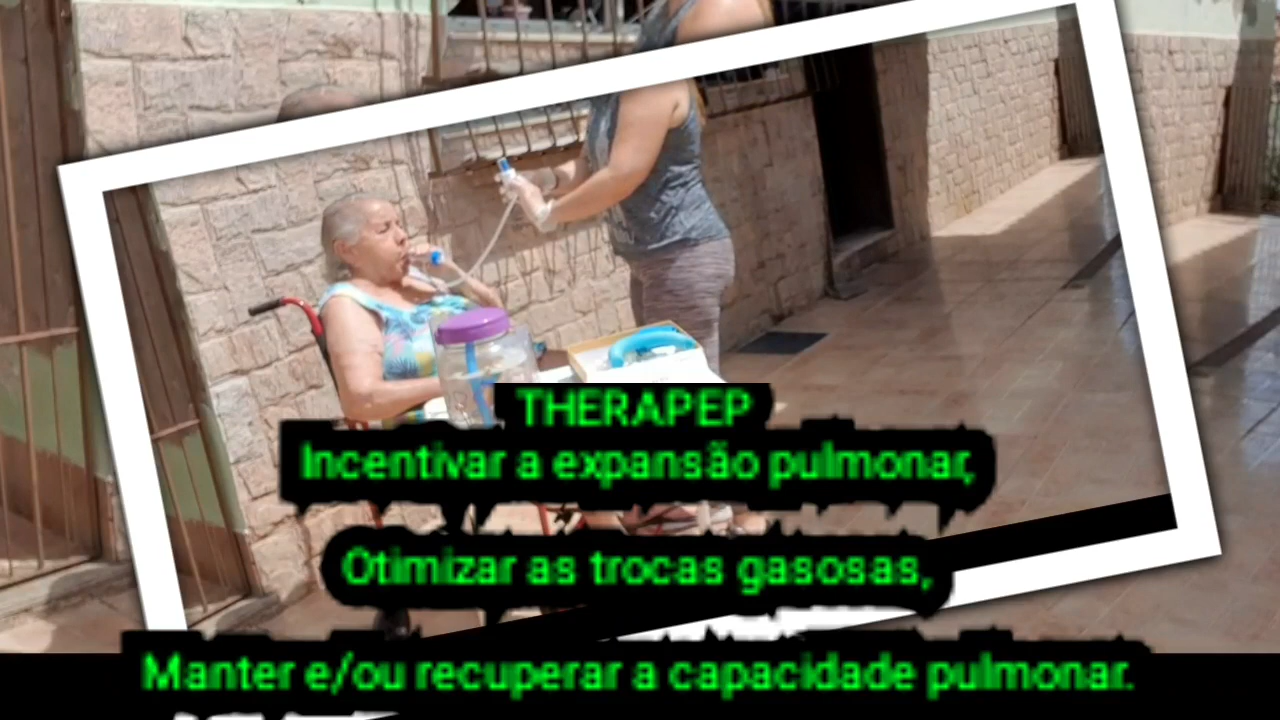 THERAPEP
Incentivar a expansão pulmonar,
Otimizar as trocas gasosas,
Manter e/ou recuperar a capacidade pulmonar.